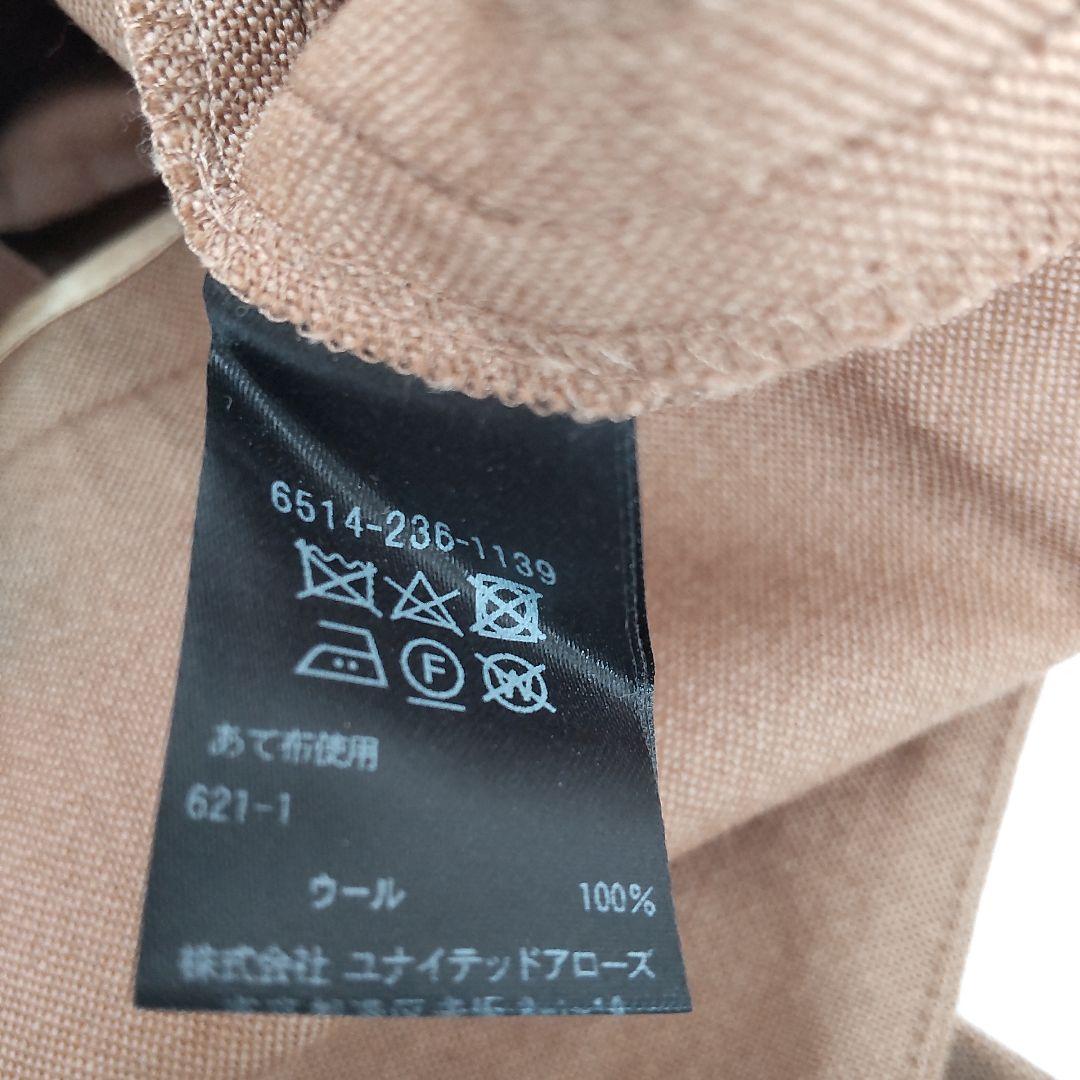 6514-236-1139
F
W
あて布使用
621-1
ウール 100%
株式会社 ユナイテッドアローズ